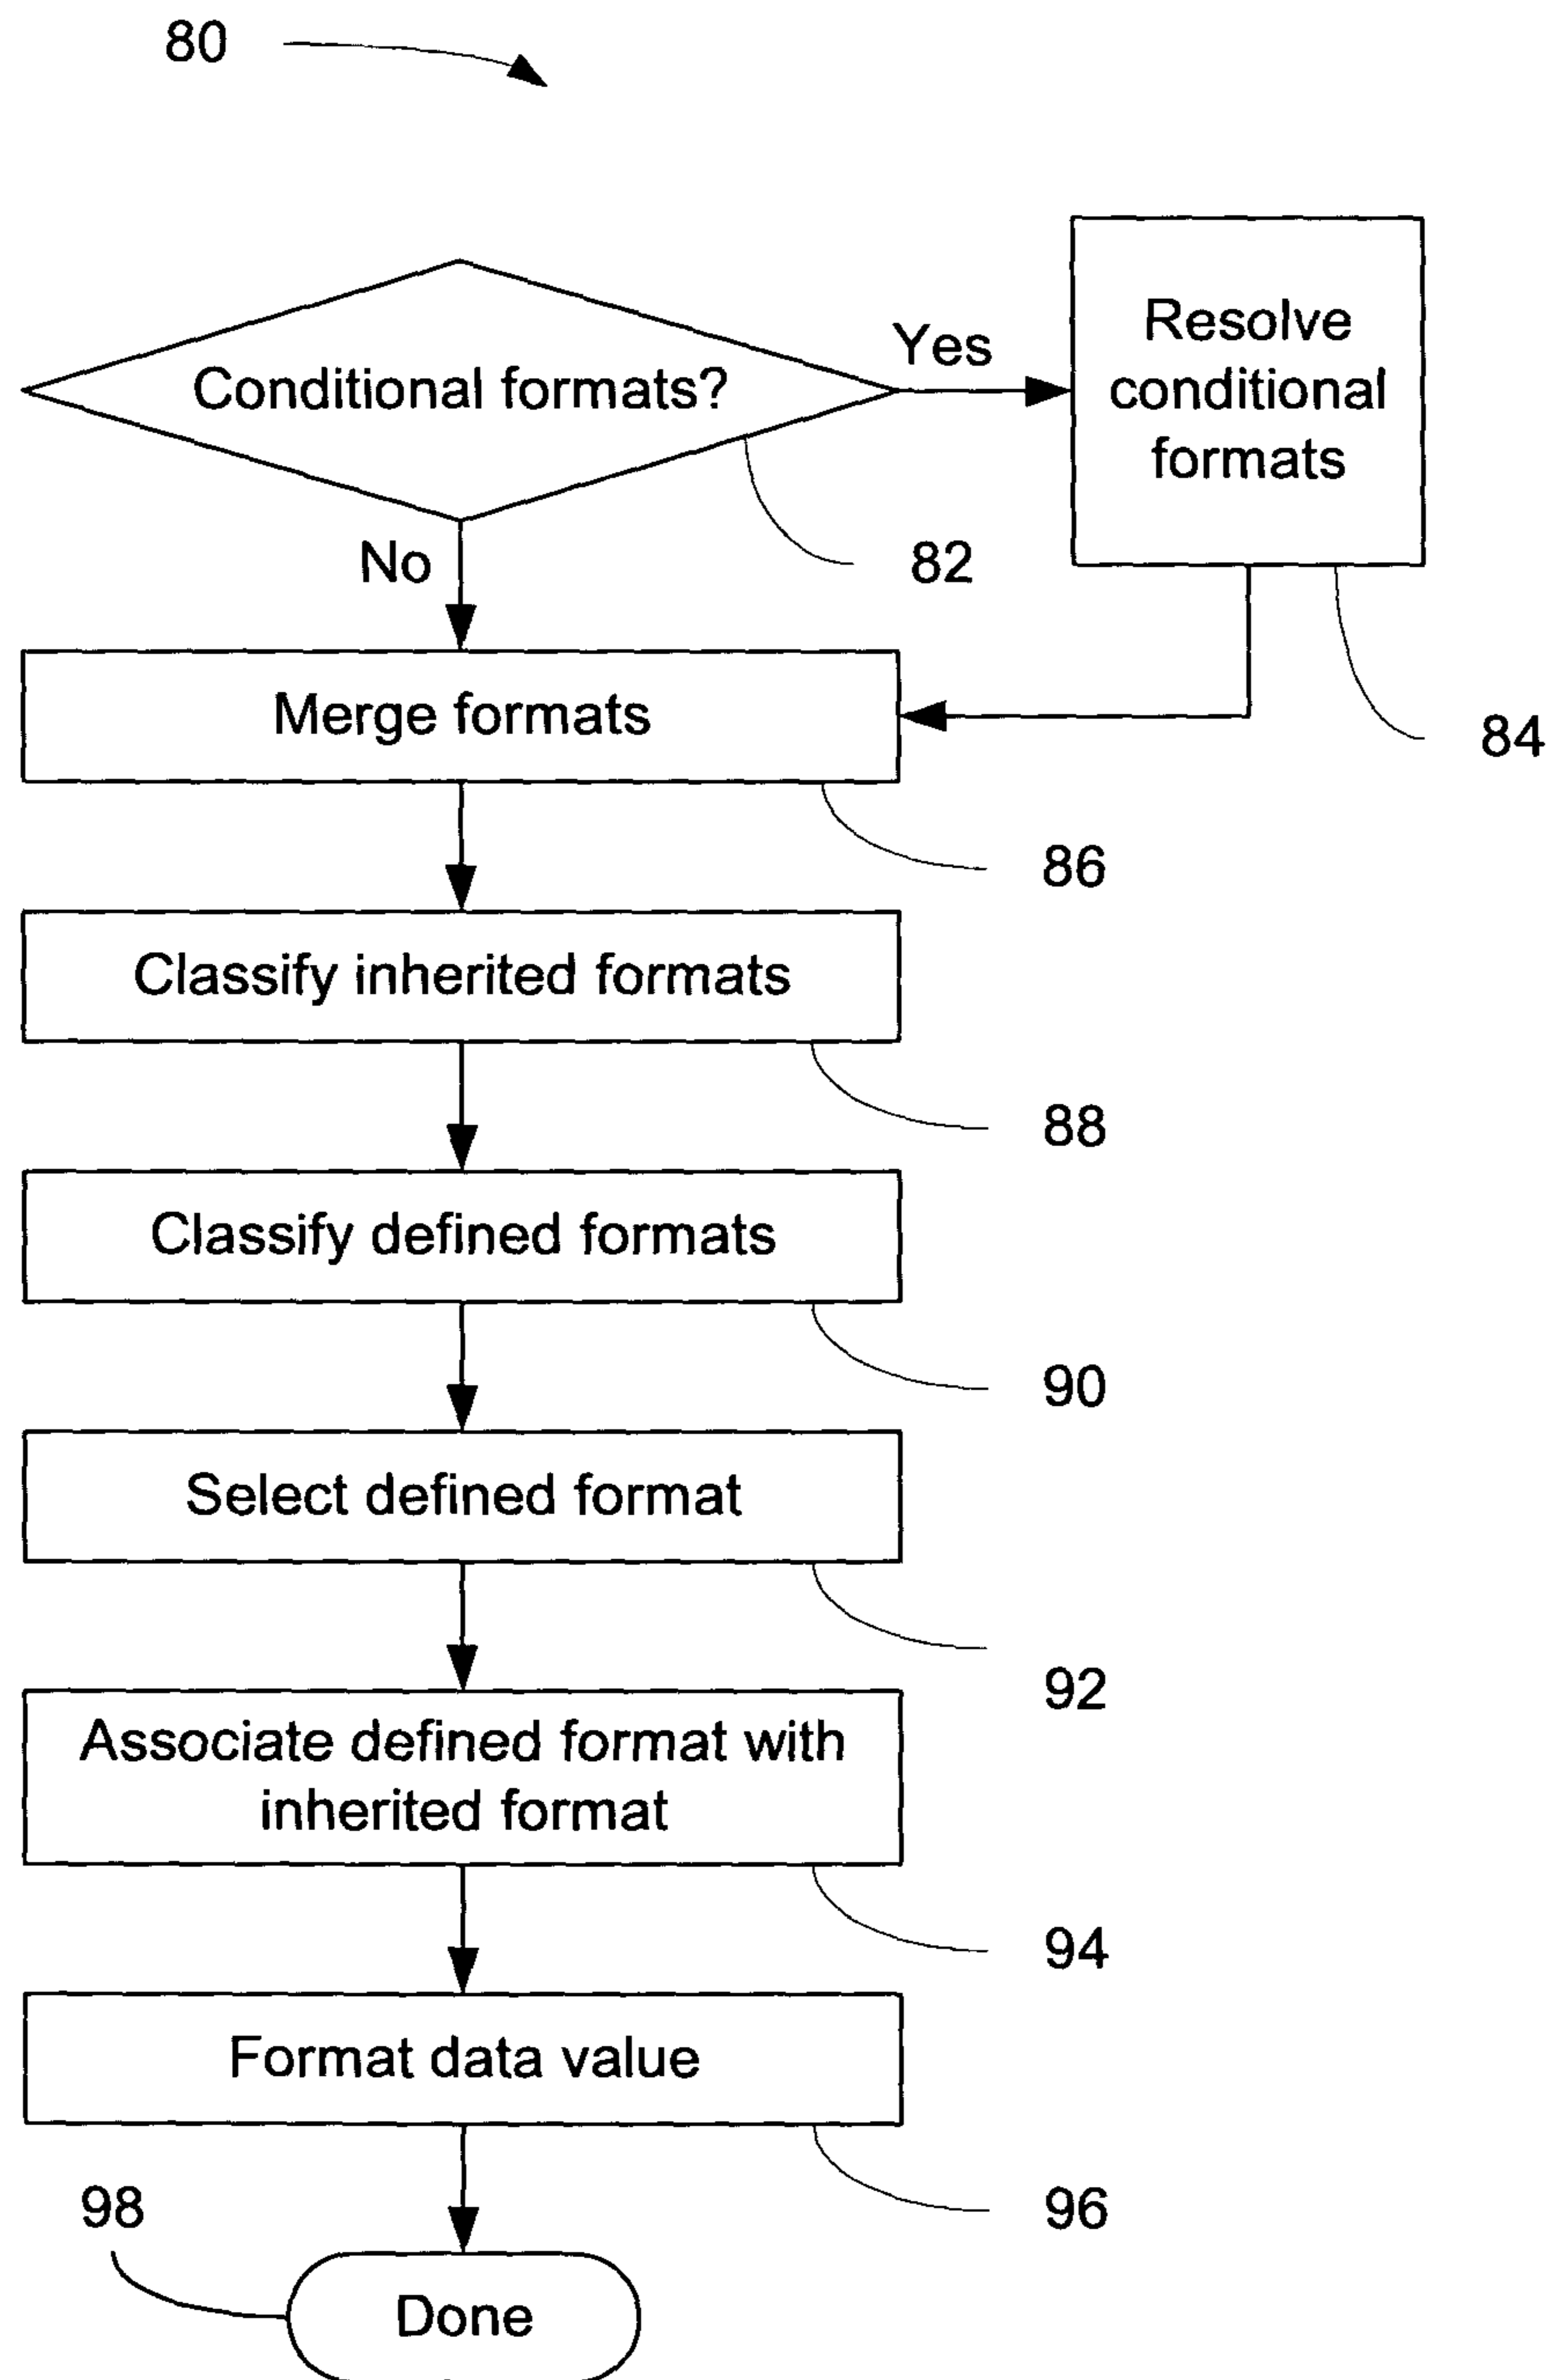 80
Conditional formats?
Yes
Resolve
conditional
formats
No
82
Merge formats
84
86
Classify inherited formats
88
Classify defined formats
90
Select defined format
92
Associate defined format with
inherited format
94
Format data value
96
98
Done